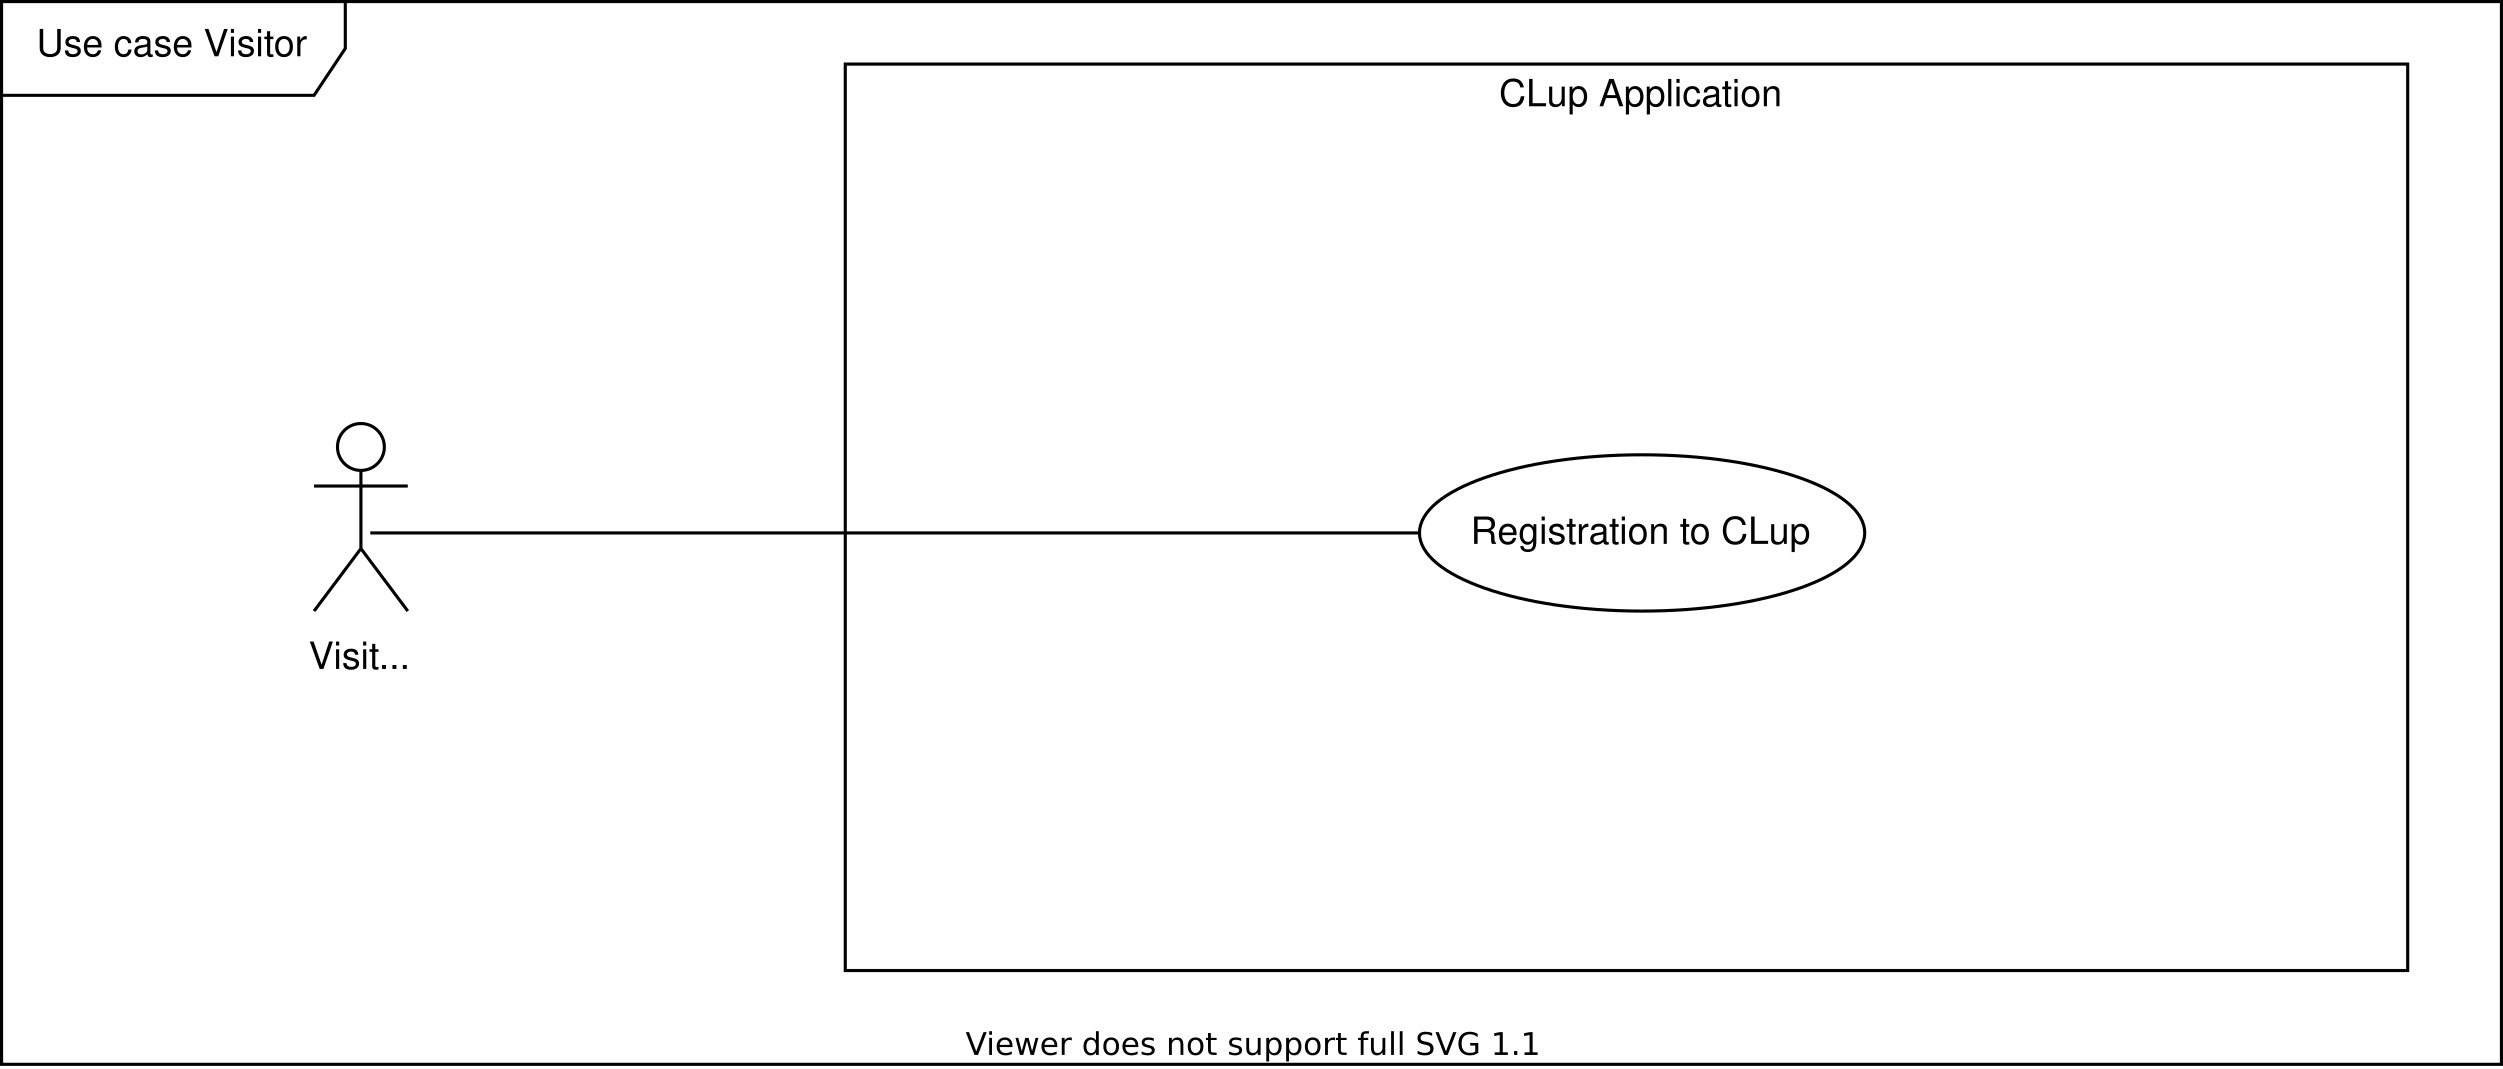 Use case Visitor
CLup Application
Registration to CLup
Visit...
Viewer does not support full SVG 1.1